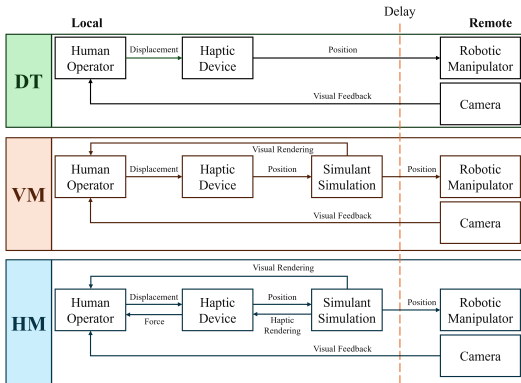 Delay
Local
Remote
DT
Human
Operator
Displacement
Haptic
Device
Position
Robotic
Manipulator
Visual Feedback
Camera
VM
Visual Rendering
Human
Operator
Displacement
Haptic
Device
Position
Simulant
Simulation
Position
Robotic
Manipulator
Visual Feedback
Camera
HM
Visual Rendering
Human
Operator
Displacement
Force
Haptic
Device
Position
Haptic
Rendering
Simulant
Simulation
Position
Robotic
Manipulator
Visual Feedback
Camera